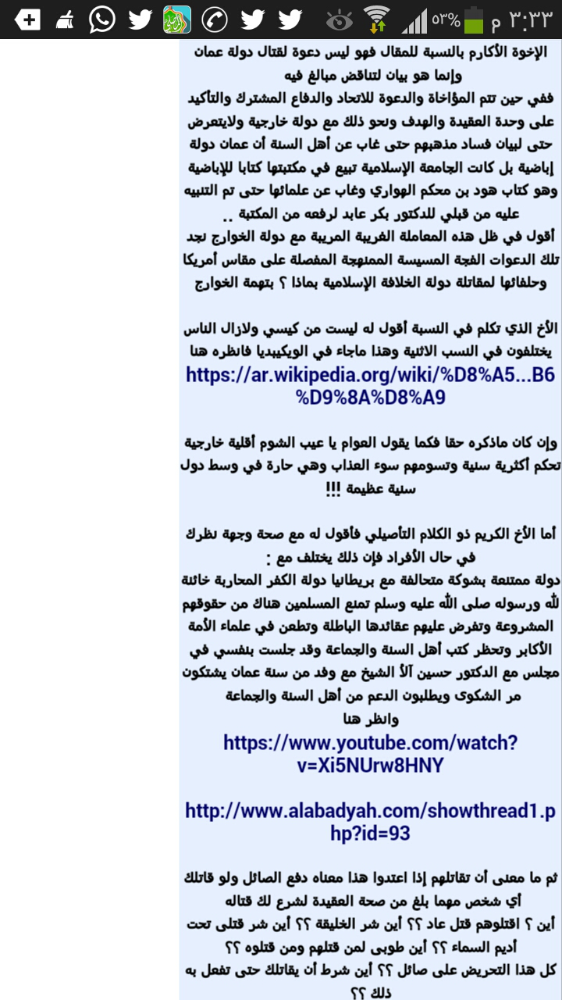 ٣:٣٣ م ٥٣%
الإخوة الأكارم بالنسبة للمقال فهو ليس دعوة لقتال دولة عمان
وإنما هو بيان لتناقض مبالغ فيه
ففي حين تتم المؤاخاة والدعوة للاتحاد والدفاع المشترك والتأكيد
على وحدة العقيدة والهدف ونحو ذلك مع دولة خارجية ولايتعرض
حتى لبيان فساد مذهبهم حتى غاب عن أهل السنة أن عمان دولة
إباضية بل كانت الجامعة الإسلامية تبيع في مكتبتها كتابا للإباضية
وهو كتاب هود بن محكم الهواري وغاب عن علمائها حتى تم التنبيه
عليه من قبلي للدكتور بكر عابد لرفعه من المكتبة ..
أقول في ظل هذه المعاملة الغريبة المريبة مع دولة الخوارج نجد
تلك الدعوات الفجة المسيسة الممنهجة المفصلة على مقاس أمريكا
وحلفائها لمقاتلة دولة الخلافة الإسلامية بماذا ؟ بتهمة الخوارج
الأخ الذي تكلم في النسبة أقول له ليست من كيسي ولازال الناس
يختلفون في النسب الاثنية وهذا ماجاء في الويكيبديا فانظره هنا
https://ar.wikipedia.org/wiki/%D8%A5...B6
%D9%8A%D8%A9
وإن كان ماذكره حقا فكما يقول العوام يا عيب الشوم أقلية خارجية
تحكم أكثرية سنية وتسومهم سوء العذاب وهي حارة في وسط دول
سنية عظيمة !!!
أما الأخ الكريم ذو الكلام التأصيلي فأقول له مع صحة وجهة نظرك
في حال الأفراد فإن ذلك يختلف مع :
دولة ممتنعة بشوكة متحالفة مع بريطانيا دولة الكفر المحاربة خائنة
لله ورسوله صلى الله عليه وسلم تمنع المسلمين هناك من حقوقهم
المشروعة وتفرض عليهم عقائدها الباطلة وتطعن في علماء الأمة
الأكابر وتحظر كتب أهل السنة والجماعة وقد جلست بنفسي في
مجلس مع الدكتور حسين آلأ الشيخ مع وفد من سنة عمان يشتكون
مر الشكوى ويطلبون الدعم من أهل السنة والجماعة
وانظر هنا
https://www.youtube.com/watch?
v=Xi5NUrw8HNY
http://www.alabadyah.com/showthread1.p
hp?id=93
ثم ما معنى أن تقاتلهم إذا اعتدوا هذا معناه دفع الصائل ولو قاتلك
أي شخص مهما بلغ من صحة العقيدة لشرع لك قتاله
أين ؟ اقتلوهم قتل عاد ؟؟ أين شر الخليقة ؟؟ أين شر قتلى تحت
أديم السماء ؟؟ أين طوبى لمن قتلهم ومن قتلوه ؟؟
كل هذا التحريض على صائل ؟؟ أين شرط أن يقاتلك حتى تفعل به
ذلك ؟؟